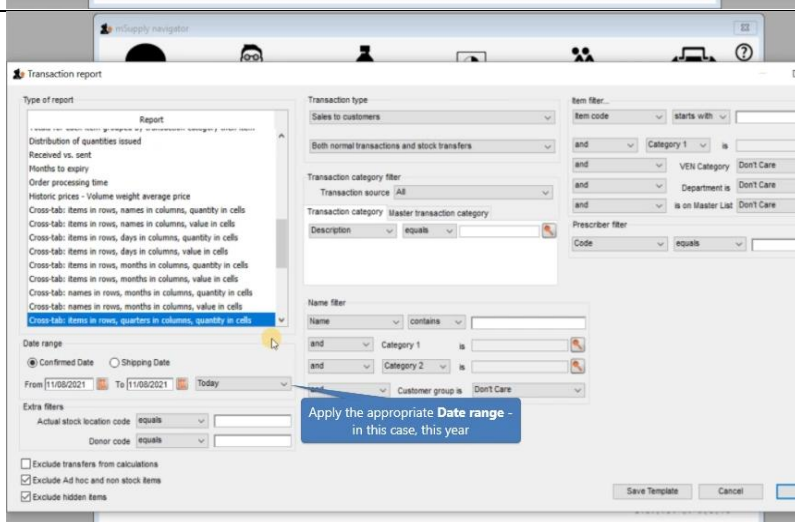 mSupply navigator
Transaction report
Type of report
Report
Distribution of quantities issued
Received vs. sent
Months to expiry
Order processing time
Historic prices - Volume weight average price
Cross-tab: items in rows, names in columns, quantity in cells
Cross-tab: items in rows, names in columns, value in cells
Cross-tab: items in rows, days in columns, quantity in cells
Cross-tab: items in rows, days in columns, value in cells
Cross-tab: items in rows, months in columns, quantity in cells
Cross-tab: items in rows, months in columns, value in cells
Cross-tab: names in rows, months in columns, quantity in cells
Cross-tab: names in rows, months in columns, value in cells
Cross-tab: items in rows, quarters in columns, quantity in cells
Date range
Confirmed Date Shipping Date
From 11/08/2021 To 11/08/2021 Today
Extra filters
Actual stock location code equals
Donor code equals
Exclude transfers from calculations
Exclude Ad hoc and non stock items
Exclude hidden items
Transaction type
Sales to customers
Both normal transactions and stock transfers
Transaction category filter
Transaction source All
Transaction category Master transaction category
Description equals
Name filter
Name contains
and Category 1 is
and Category 2 is
and Customer group is Don't Care
Apply the appropriate Date range -
in this case, this year
Item filter...
Item code starts with
and Category 1 is
and VEN Category Don't Care
and Department is Don't Care
and is on Master List Don't Care
Prescriber filter
Code equals
Save Template Cancel